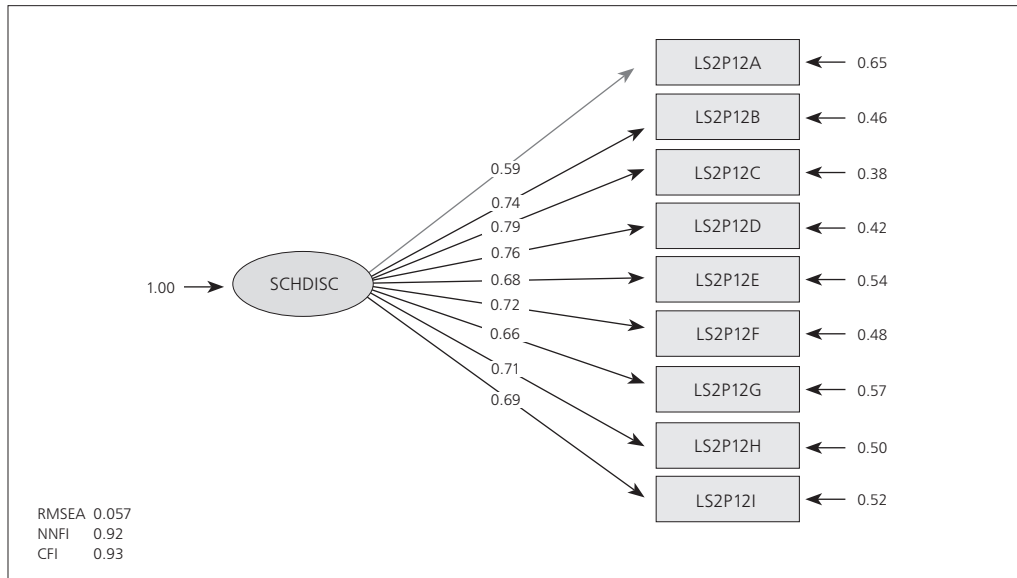 LS2P12A
0.65
LS2P12B
0.46
0.59
LS2P12C
0.38
0.74
0.79
LS2P12D
0.42
0.76
1.00
SCHDISC
0.68
LS2P12E
0.54
0.72
LS2P12F
0.48
0.66
0.71
LS2P12G
0.57
0.69
LS2P12H
0.50
LS2P12I
0.52
RMSEA 0.057
NNFI 0.92
CFI 0.93